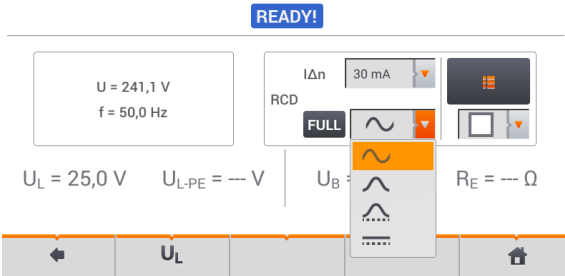 READY!
U = 241,1 V
f = 50,0 Hz
IΔn
30 mA
RCD
FULL
UL = 25,0 V
UL-PE = --- V
UB
RE = --- Ω
UL